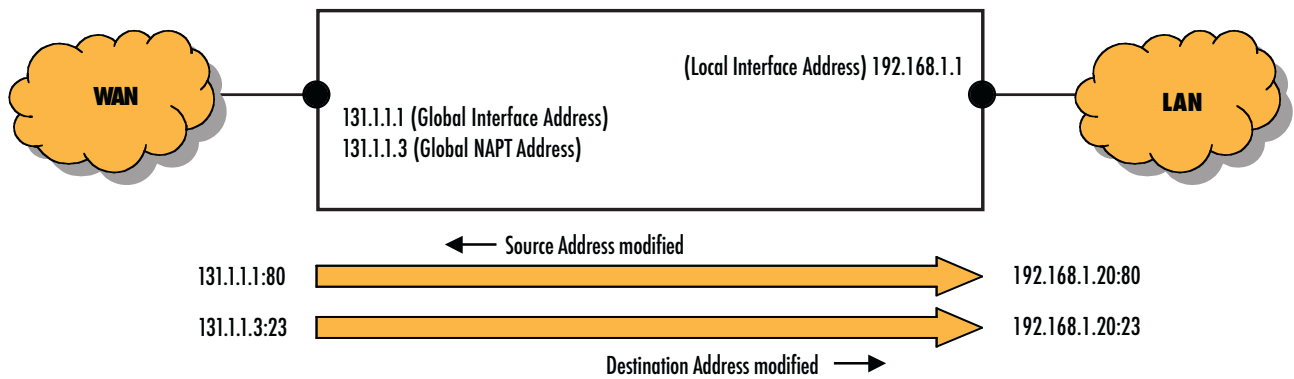 WAN
(Local Interface Address) 192.168.1.1
LAN
131.1.1.1 (Global Interface Address)
131.1.1.3 (Global NAPT Address)
Source Address modified
131.1.1.1:80
192.168.1.20:80
131.1.1.3:23
192.168.1.20:23
Destination Address modified